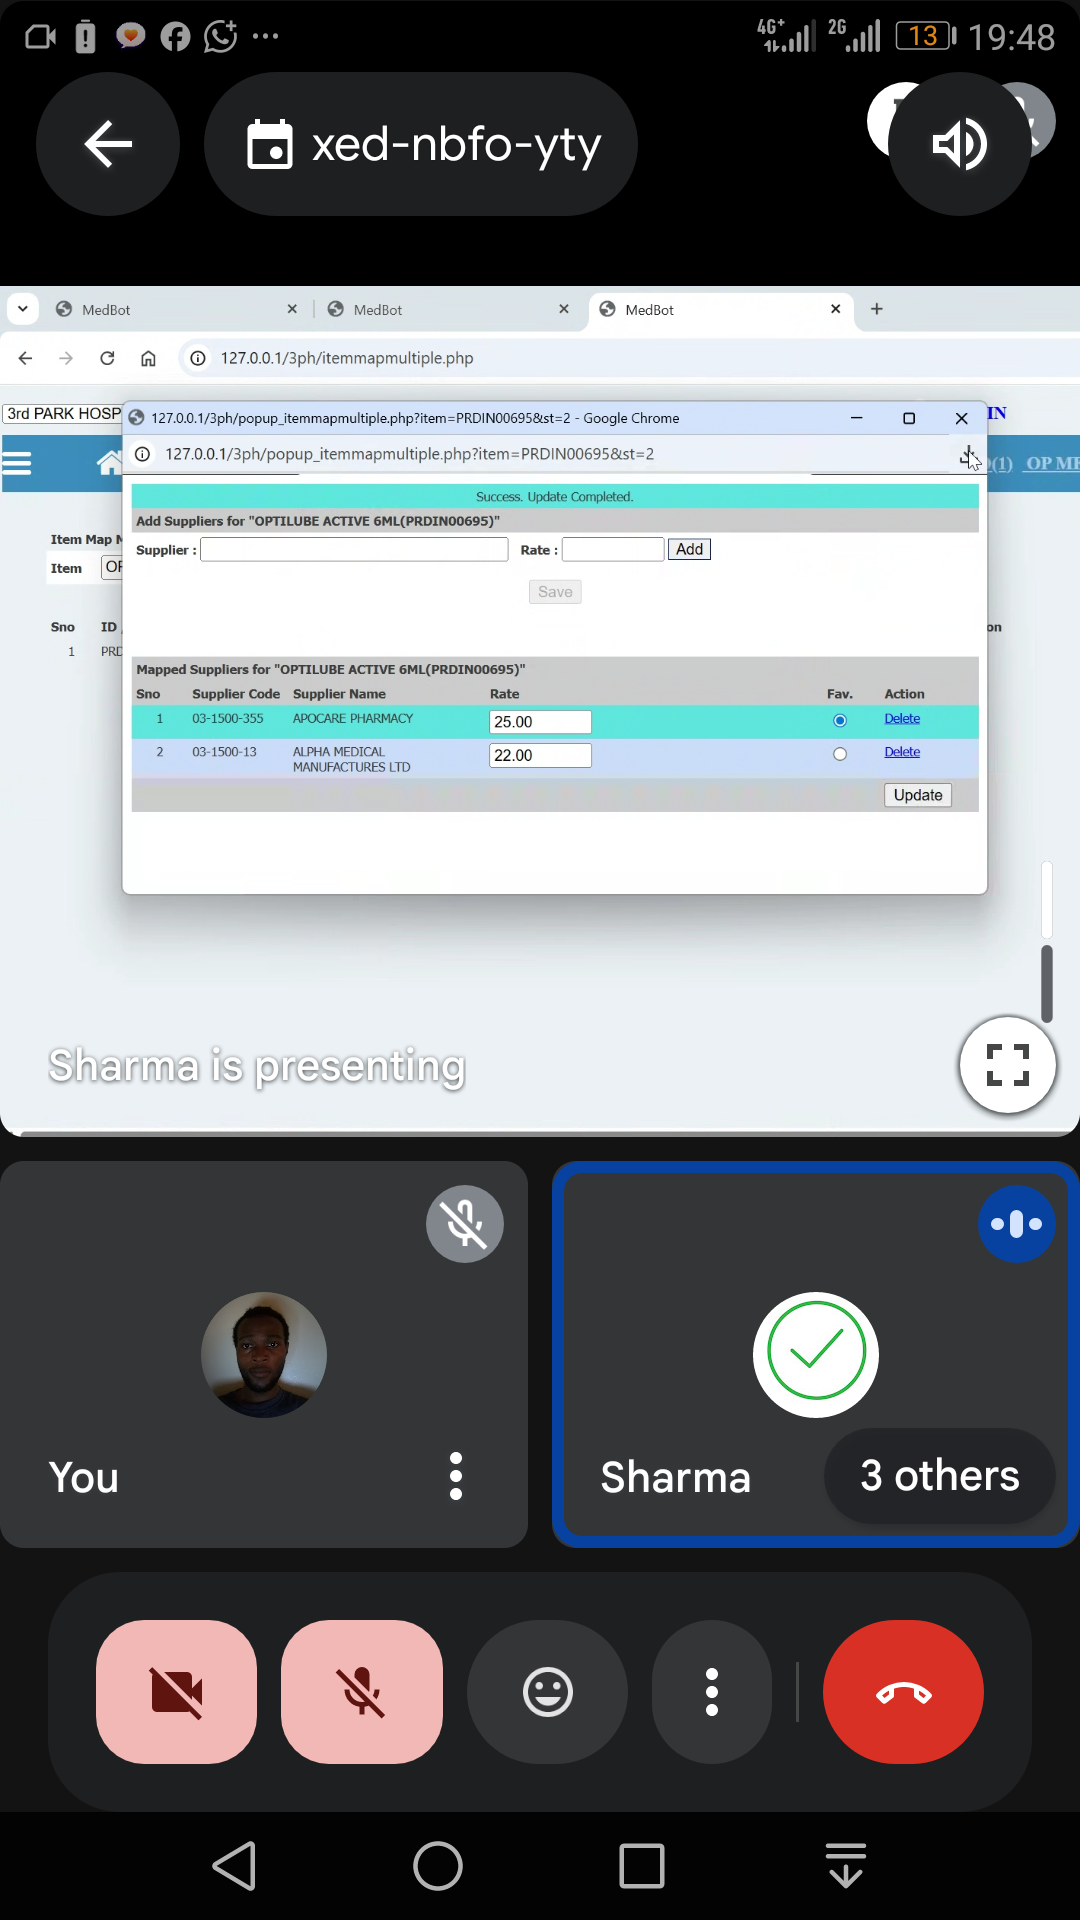 4G+ 2G 13 19:48
xed-nbfo-yty
MedBot MedBot MedBot
127.0.0.1/3ph/itemmapmultiple.php
3rd PARK HOSP
127.0.0.1/3ph/popup_itemmapmultiple.php?item=PRDIN00695&st=2 - Google Chrome
IN
127.0.0.1/3ph/popup_itemmapmultiple.php?item=PRDIN00695&st=2
(1) OP ME
Success. Update Completed.
Add Suppliers for "OPTILUBE ACTIVE 6ML(PRDIN00695)"
Item Map M
Supplier : Rate : Add
Item OP
Save
Sno ID on
1 PRD
Mapped Suppliers for "OPTILUBE ACTIVE 6ML(PRDIN00695)"
Sno Supplier Code Supplier Name Rate Fav. Action
1 03-1500-355 APOCARE PHARMACY 25.00 Delete
2 03-1500-13 ALPHA MEDICAL 22.00 Delete
MANUFACTURES LTD
Update
Sharma is presenting
You
Sharma
3 others